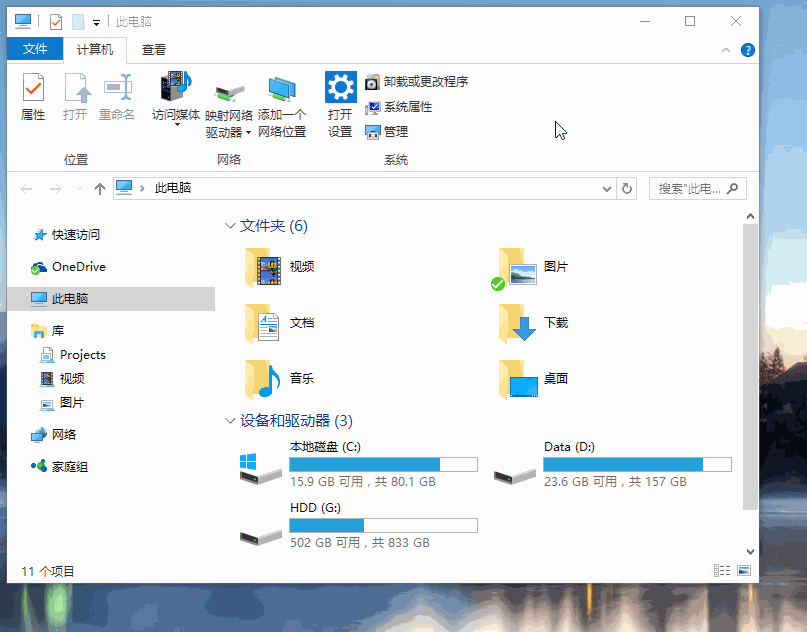 此电脑
文件 计算机 查看
属性 打开 重命名 访问媒体 映射网络 驱动器 添加一个 网络位置 打开 设置 卸载或更改程序
系统属性
管理
位置 网络 系统
此电脑 搜索"此电...
快速访问
OneDrive
此电脑
库
Projects
视频
图片
网络
家庭组
文件夹 (6)
视频 图片
文档 下载
音乐 桌面
设备和驱动器 (3)
本地磁盘 (C:) Data (D:)
15.9 GB 可用，共 80.1 GB 23.6 GB 可用，共 157 GB
HDD (G:)
502 GB 可用，共 833 GB
11 个项目